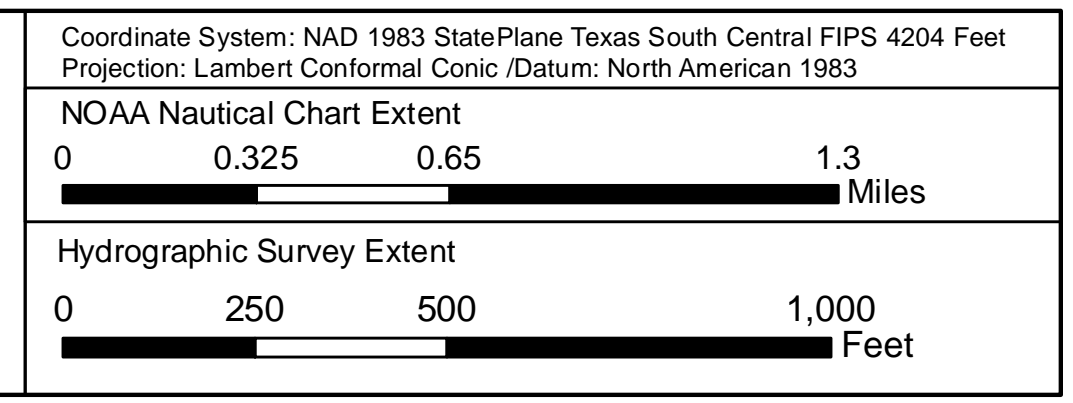 Coordinate System: NAD 1983 StatePlane Texas South Central FIPS 4204 Feet
Projection: Lambert Conformal Conic /Datum: North American 1983
NOAA Nautical Chart Extent
0 0.325 0.65 1.3
Miles
Hydrographic Survey Extent
0 250 500 1,000
Feet